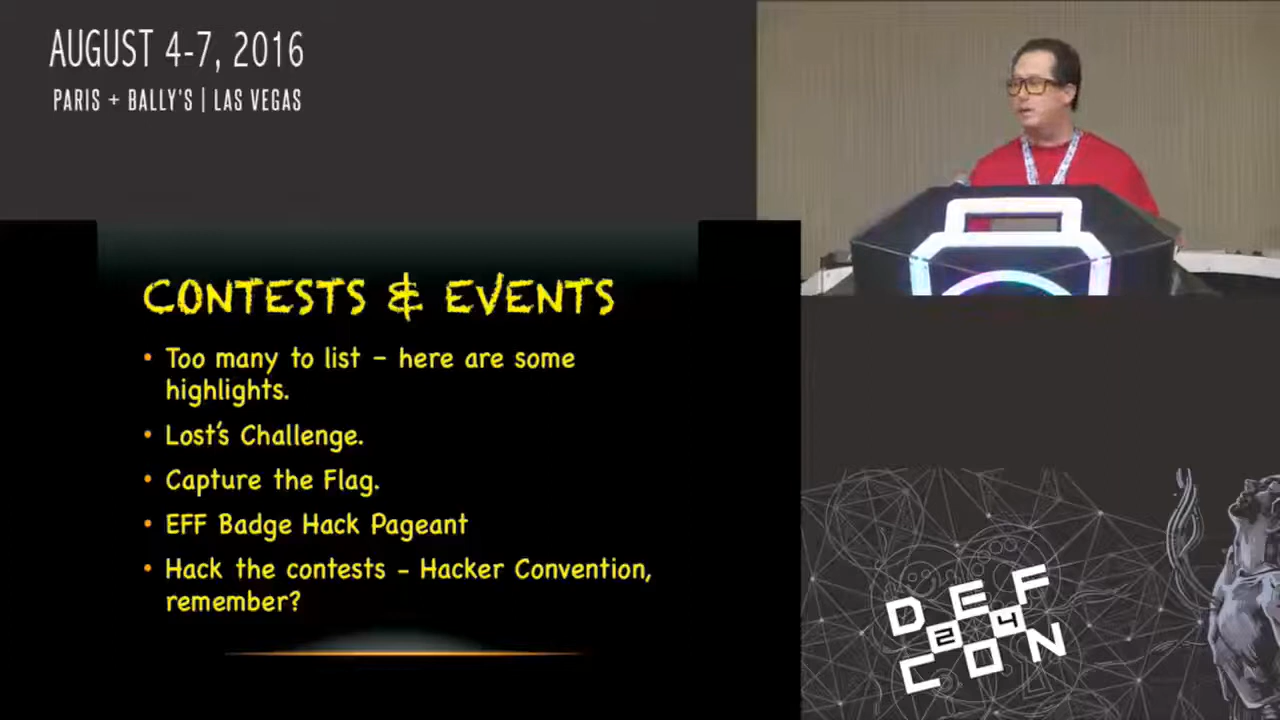 AUGUST 4-7, 2016
PARIS + BALLY'S | LAS VEGAS
CONTESTS & EVENTS
• Too many to list – here are some
highlights.
• Lost's Challenge.
• Capture the Flag.
• EFF Badge Hack Pageant
• Hack the contests – Hacker Convention,
remember?
DEF
24
CON